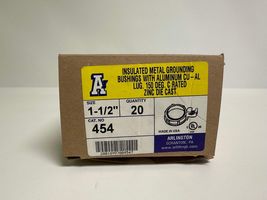 A
INSULATED METAL GROUNDING
BUSHINGS WITH ALUMINUM CU - AL
LUG. 150 DEG. C RATED
ZINC DIE CAST
SIZE
QUANTITY
1-1/2"
20
CAT. NO
454
MADE IN USA
ARLINGTON
SCRANTON, PA